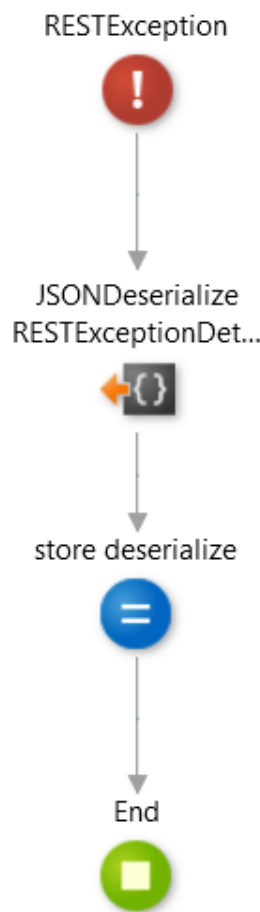 RESTException
JSONDeserialize
RESTExceptionDet...
store deserialize
End